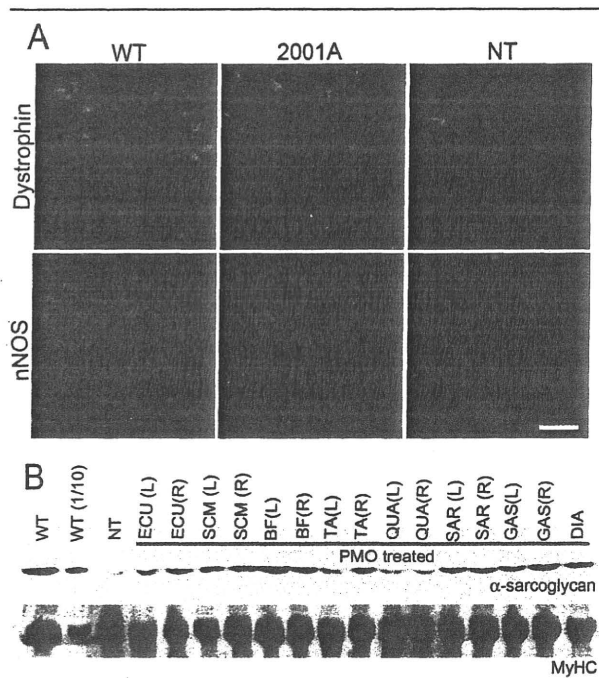 A
WT 2001A NT
Dystrophin
nNOS
B
WT WT (1/10) NT ECU (L) ECU(R) SCM (L) SCM (R) BF(L) BF(R) TA(L) TA(R) QUA(L) QUA(R) SAR (L) SAR (R) GAS(L) GAS(R) DIA
PMO treated
α-sarcoglycan
MyHC